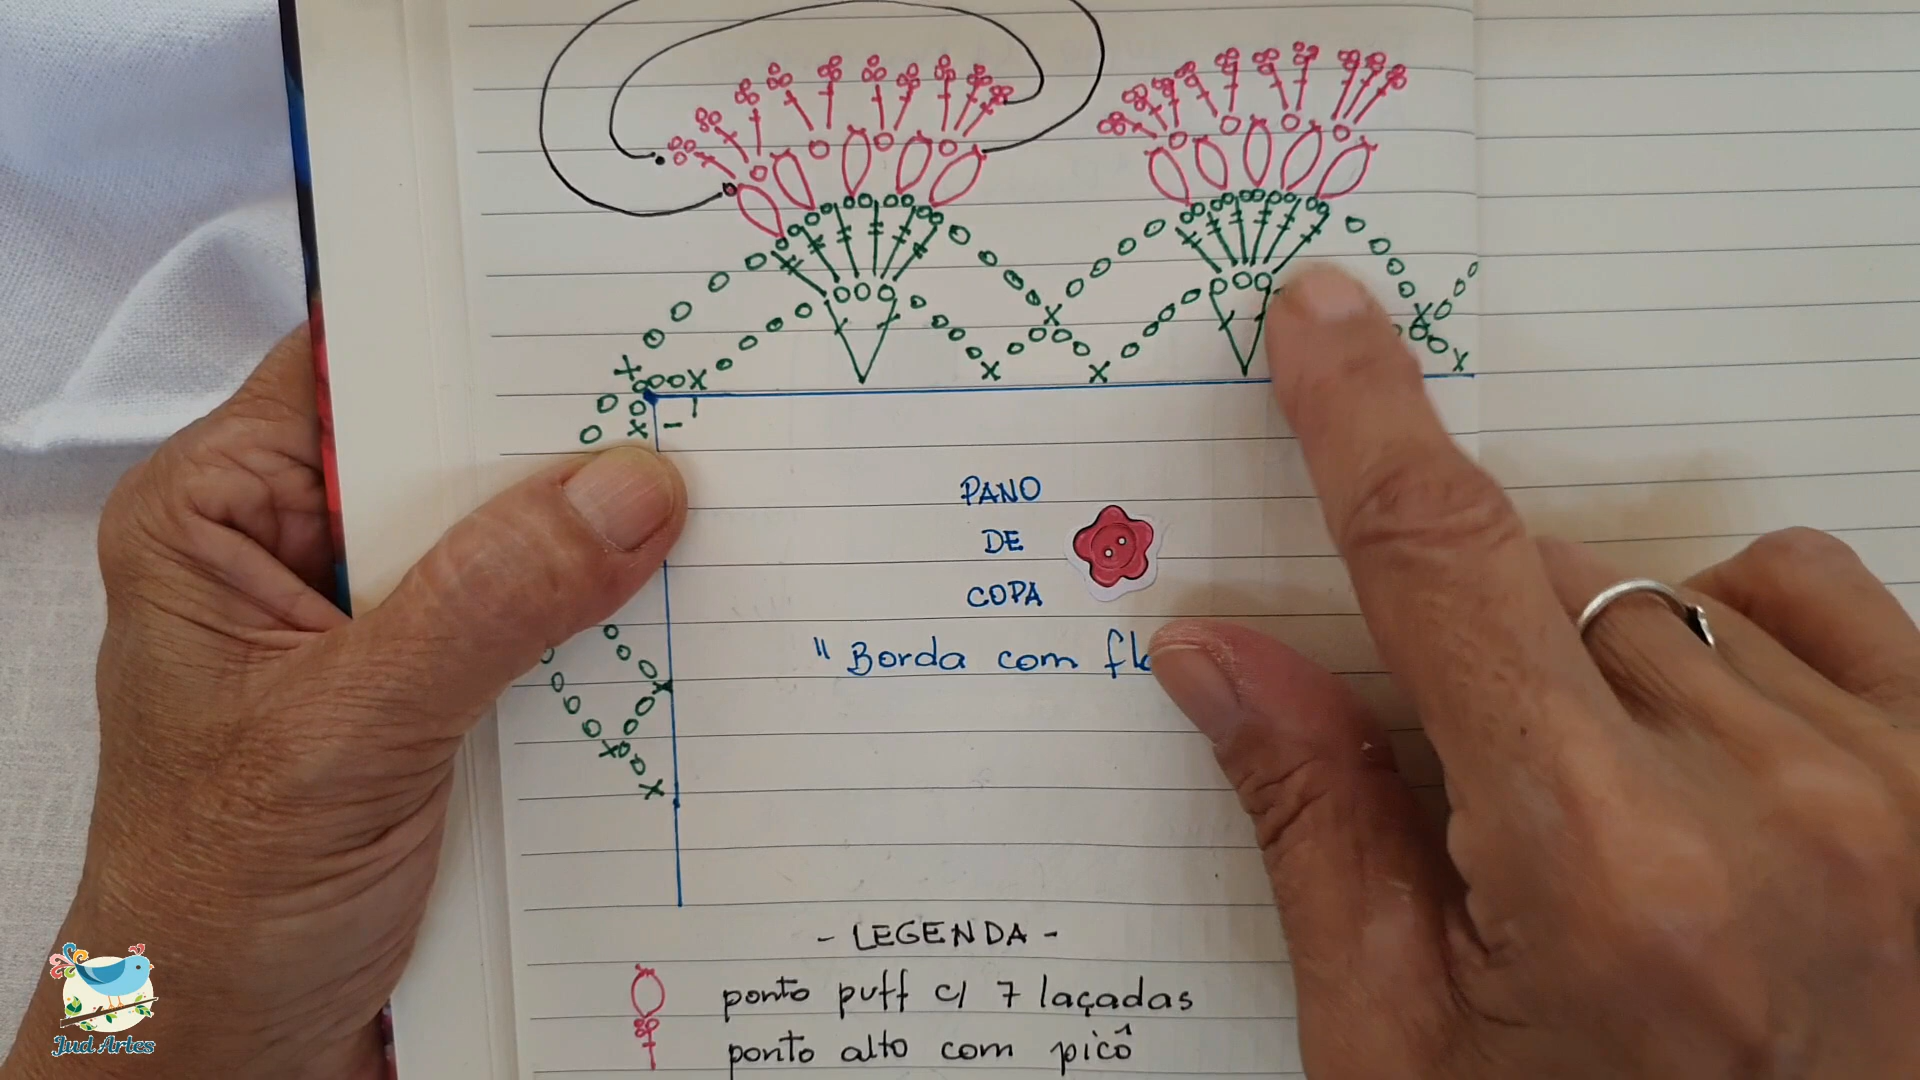 PANO
DE
COPA
" Borda com
- LEGENDA -
ponto puff c/ 7 laçadas
ponto alto com picô
Jud Artes